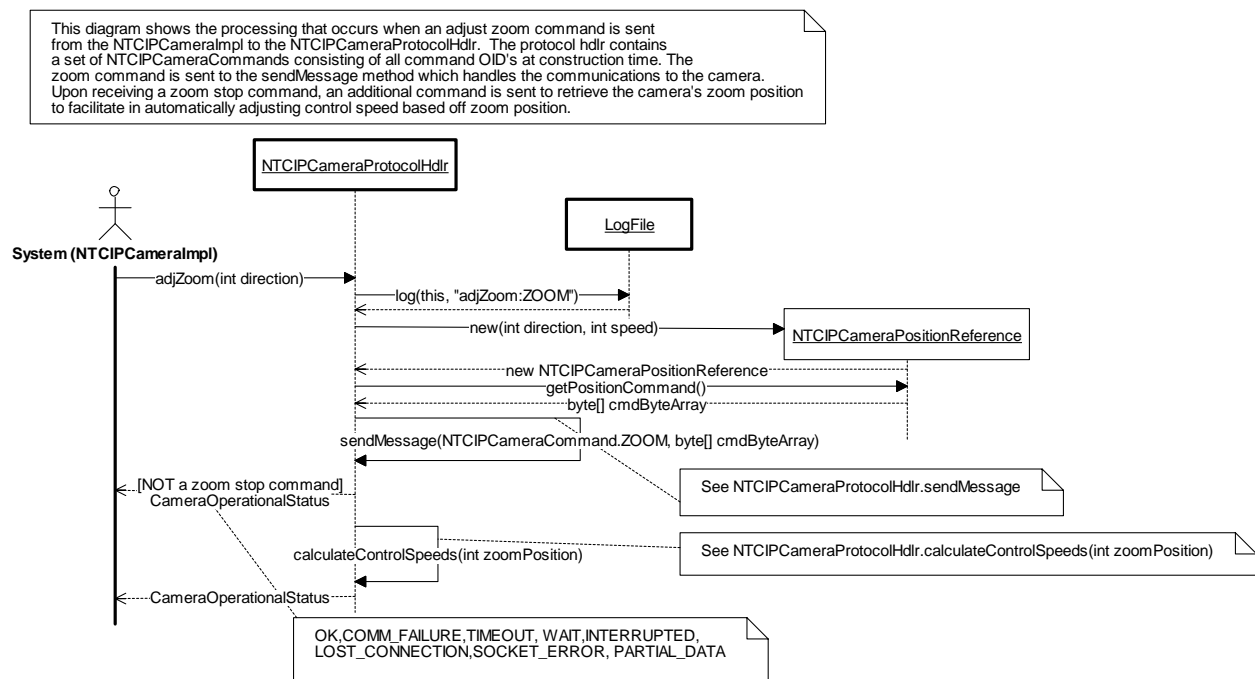 This diagram shows the processing that occurs when an adjust zoom command is sent
from the NTCIPCameraImpl to the NTCIPCameraProtocolHdlr.  The protocol hdlr contains
a set of NTCIPCameraCommands consisting of all command OID's at construction time. The
zoom command is sent to the sendMessage method which handles the communications to the camera.
Upon receiving a zoom stop command, an additional command is sent to retrieve the camera's zoom position
to facilitate in automatically adjusting control speed based off zoom position.
NTCIPCameraProtocolHdlr
LogFile
System (NTCIPCameraImpl)
adjZoom(int direction)
log(this, "adjZoom:ZOOM")
new(int direction, int speed)
NTCIPCameraPositionReference
new NTCIPCameraPositionReference
getPositionCommand()
byte[] cmdByteArray
sendMessage(NTCIPCameraCommand.ZOOM, byte[] cmdByteArray)
[NOT a zoom stop command]
CameraOperationalStatus
See NTCIPCameraProtocolHdlr.sendMessage
calculateControlSpeeds(int zoomPosition)
See NTCIPCameraProtocolHdlr.calculateControlSpeeds(int zoomPosition)
CameraOperationalStatus
OK,COMM_FAILURE,TIMEOUT, WAIT,INTERRUPTED,
LOST_CONNECTION,SOCKET_ERROR, PARTIAL_DATA